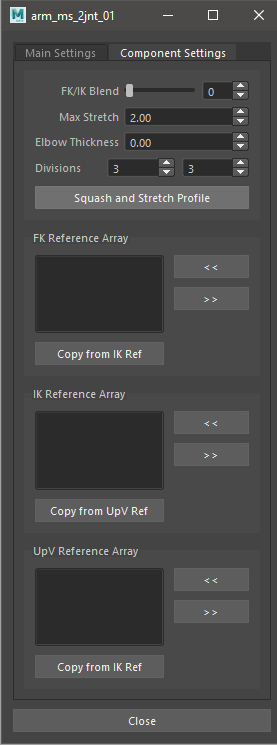 arm_ms_2jnt_01
Main Settings Component Settings
FK/IK Blend 0
Max Stretch 2.00
Elbow Thickness 0.00
Divisions 3 3
Squash and Stretch Profile
FK Reference Array
<<
>>
Copy from IK Ref
IK Reference Array
<<
>>
Copy from UpV Ref
UpV Reference Array
<<
>>
Copy from IK Ref
Close